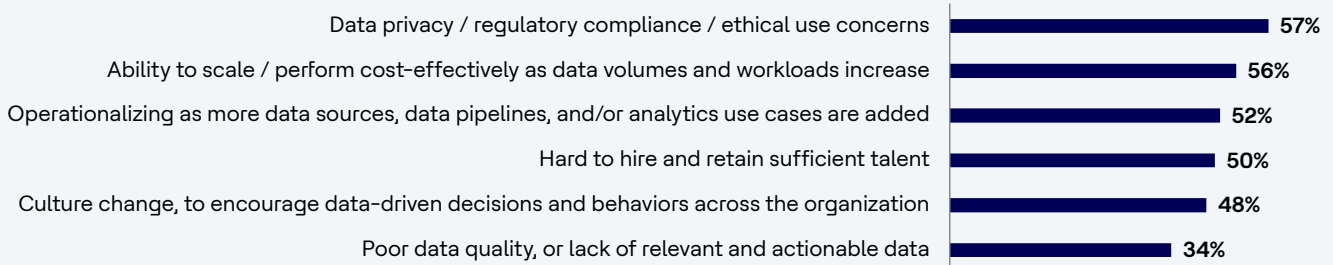 Data privacy / regulatory compliance / ethical use concerns 57%
Ability to scale / perform cost-effectively as data volumes and workloads increase 56%
Operationalizing as more data sources, data pipelines, and/or analytics use cases are added 52%
Hard to hire and retain sufficient talent 50%
Culture change, to encourage data-driven decisions and behaviors across the organization 48%
Poor data quality, or lack of relevant and actionable data 34%